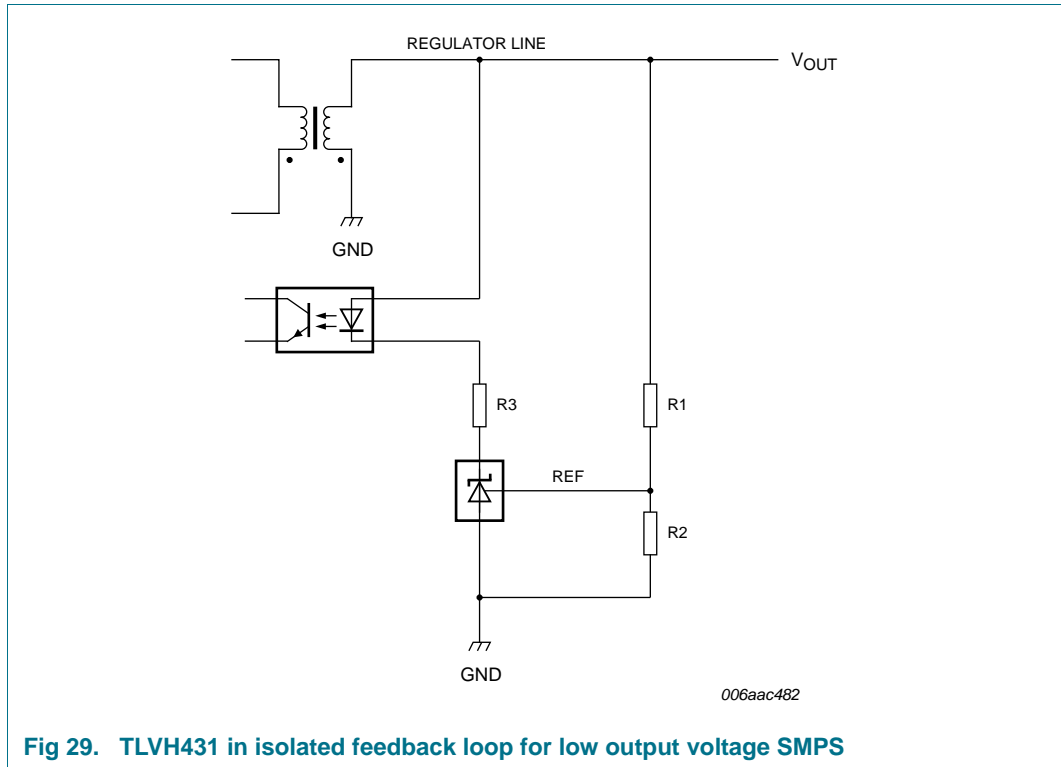 REGULATOR LINE
VOUT
GND
R3
R1
REF
R2
GND
006aac482
Fig 29. TLVH431 in isolated feedback loop for low output voltage SMPS